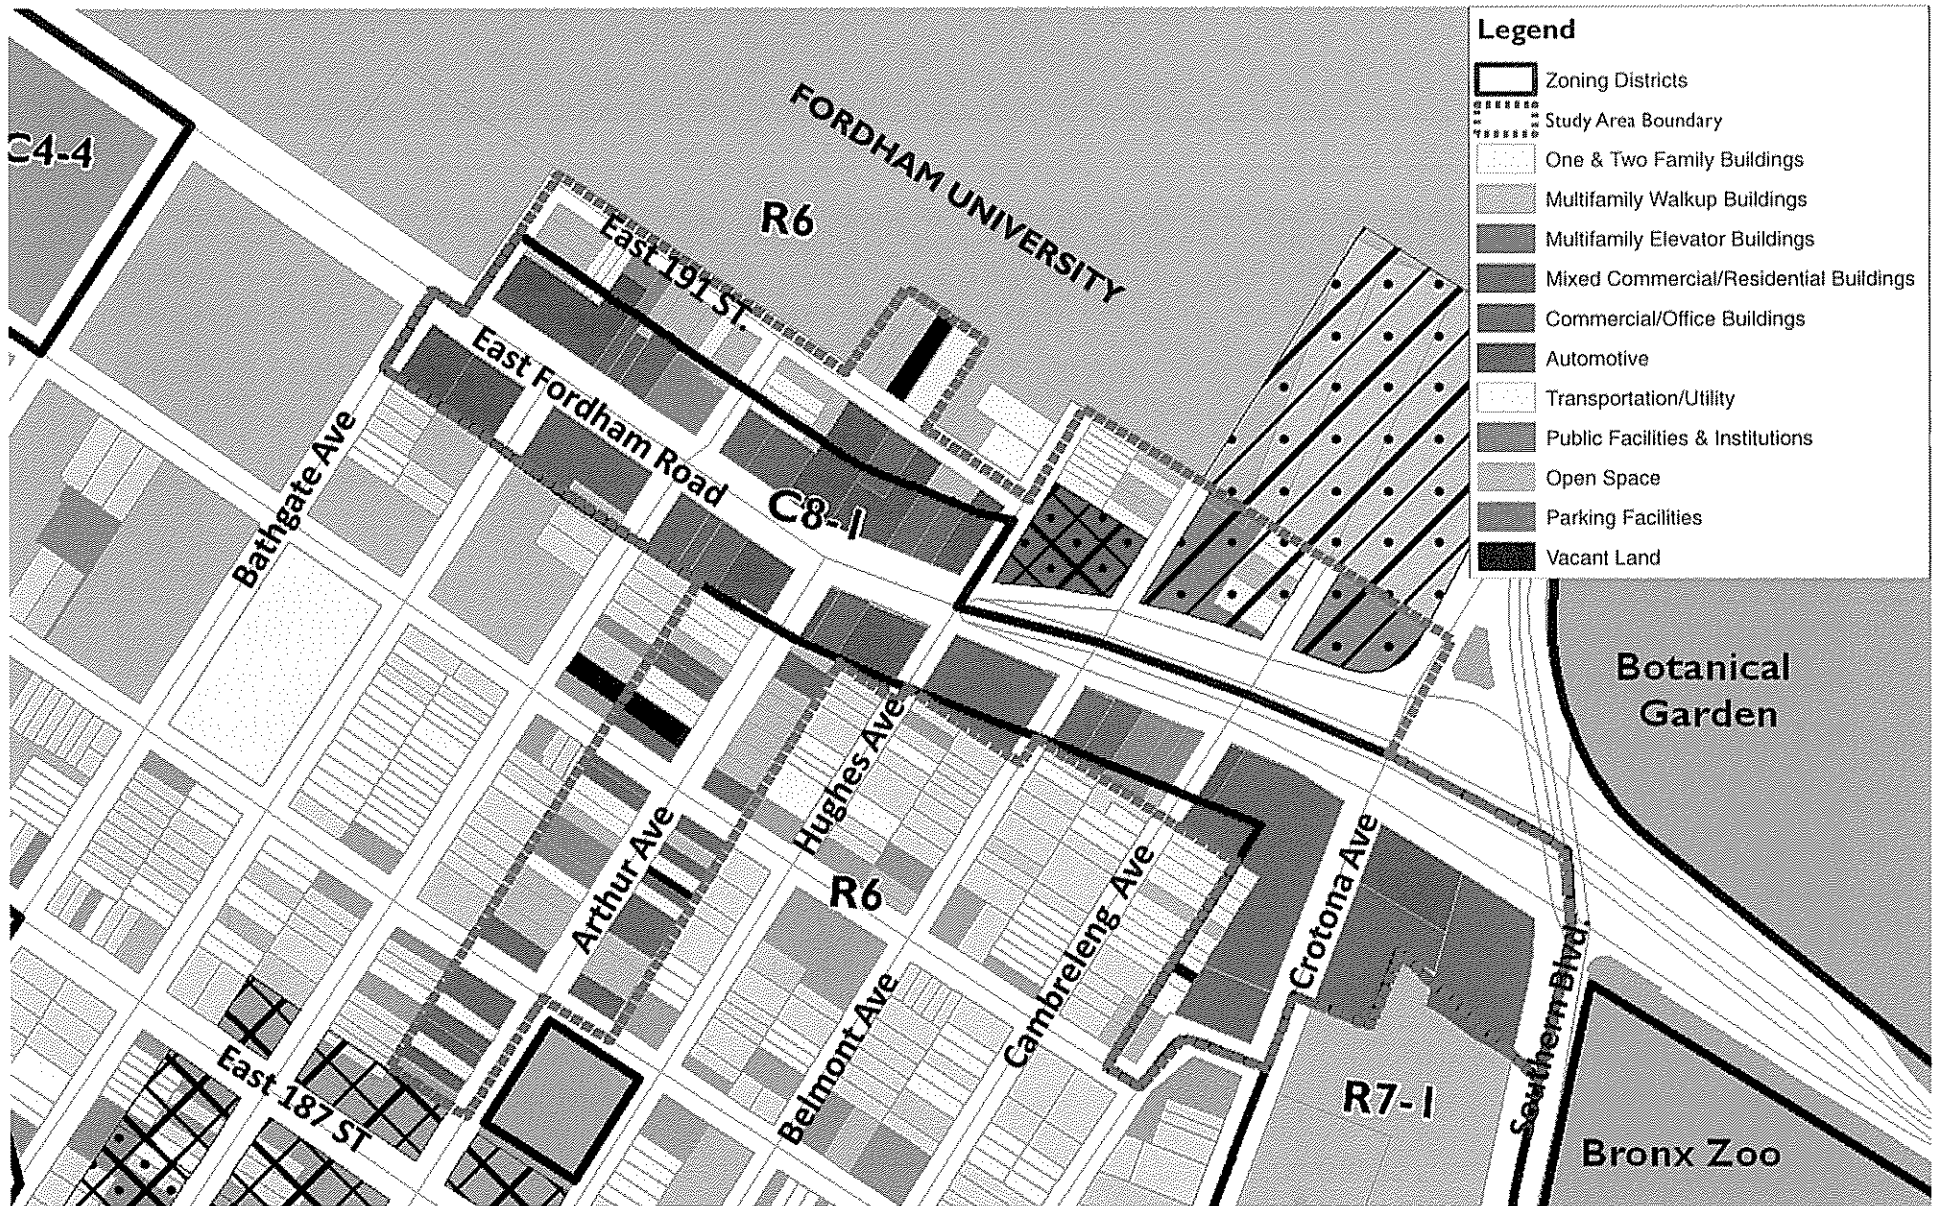 Legend
Zoning Districts
Study Area Boundary
One & Two Family Buildings
Multifamily Walkup Buildings
Multifamily Elevator Buildings
Mixed Commercial/Residential Buildings
Commercial/Office Buildings
Automotive
Transportation/Utility
Public Facilities & Institutions
Open Space
Parking Facilities
Vacant Land
C4-4
FORDHAM UNIVERSITY
R6
East 191 ST.
East Fordham Road
C8-1
Bathgate Ave
Botanical
Garden
Hughes Ave
Arthur Ave
R6
Cambreleng Ave
Crotona Ave
Belmont Ave
Southern Blvd.
East 187 ST
R7-1
Bronx Zoo